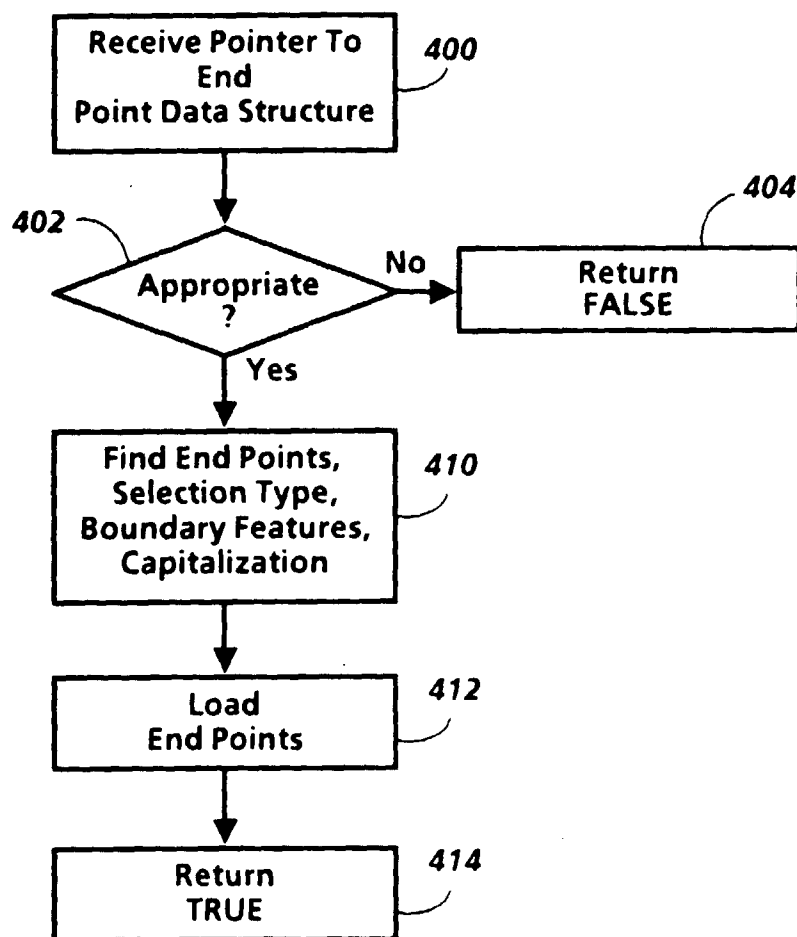 Receive Pointer To
End
Point Data Structure
400
402
Appropriate
?
No
404
Return
FALSE
Yes
Find End Points,
Selection Type,
Boundary Features,
Capitalization
410
Load
End Points
412
Return
TRUE
414